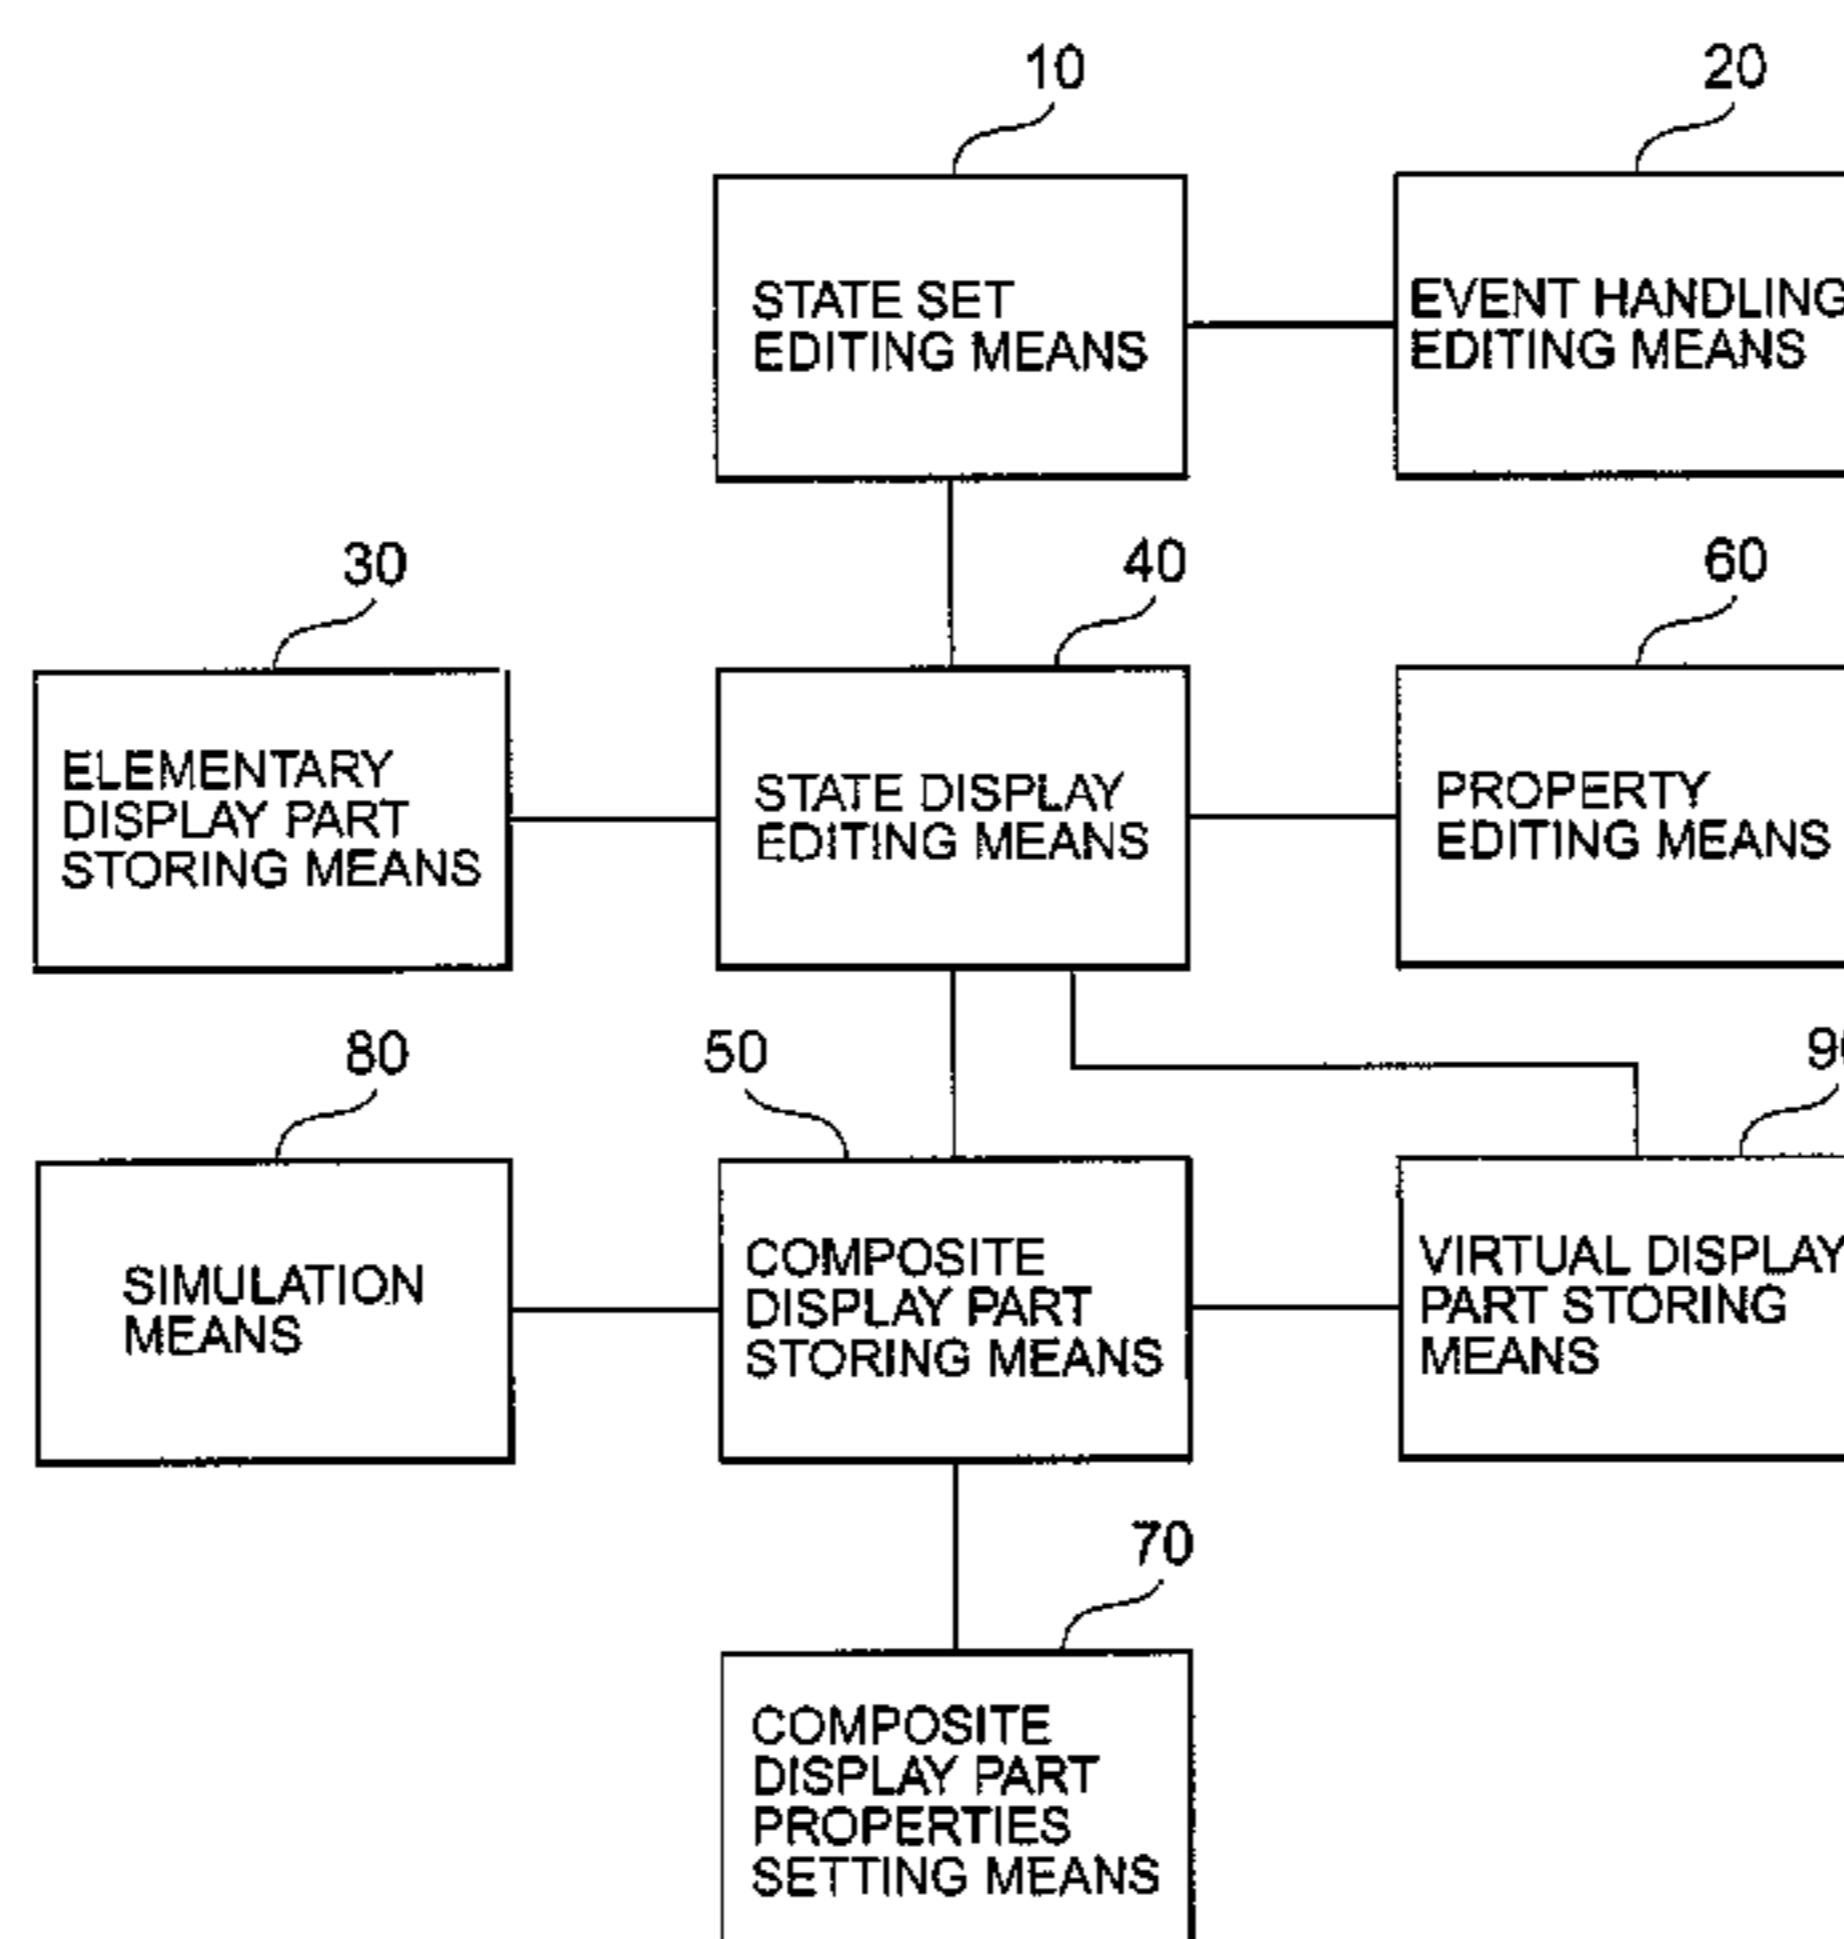 10
20
STATE SET
EDITING MEANS
EVENT HANDLING
EDITING MEANS
30
40
60
ELEMENTARY
DISPLAY PART
STORING MEANS
STATE DISPLAY
EDITING MEANS
PROPERTY
EDITING MEANS
80
50
90
SIMULATION
MEANS
COMPOSITE
DISPLAY PART
STORING MEANS
VIRTUAL DISPLAY
PART STORING
MEANS
70
COMPOSITE
DISPLAY PART
PROPERTIES
SETTING MEANS